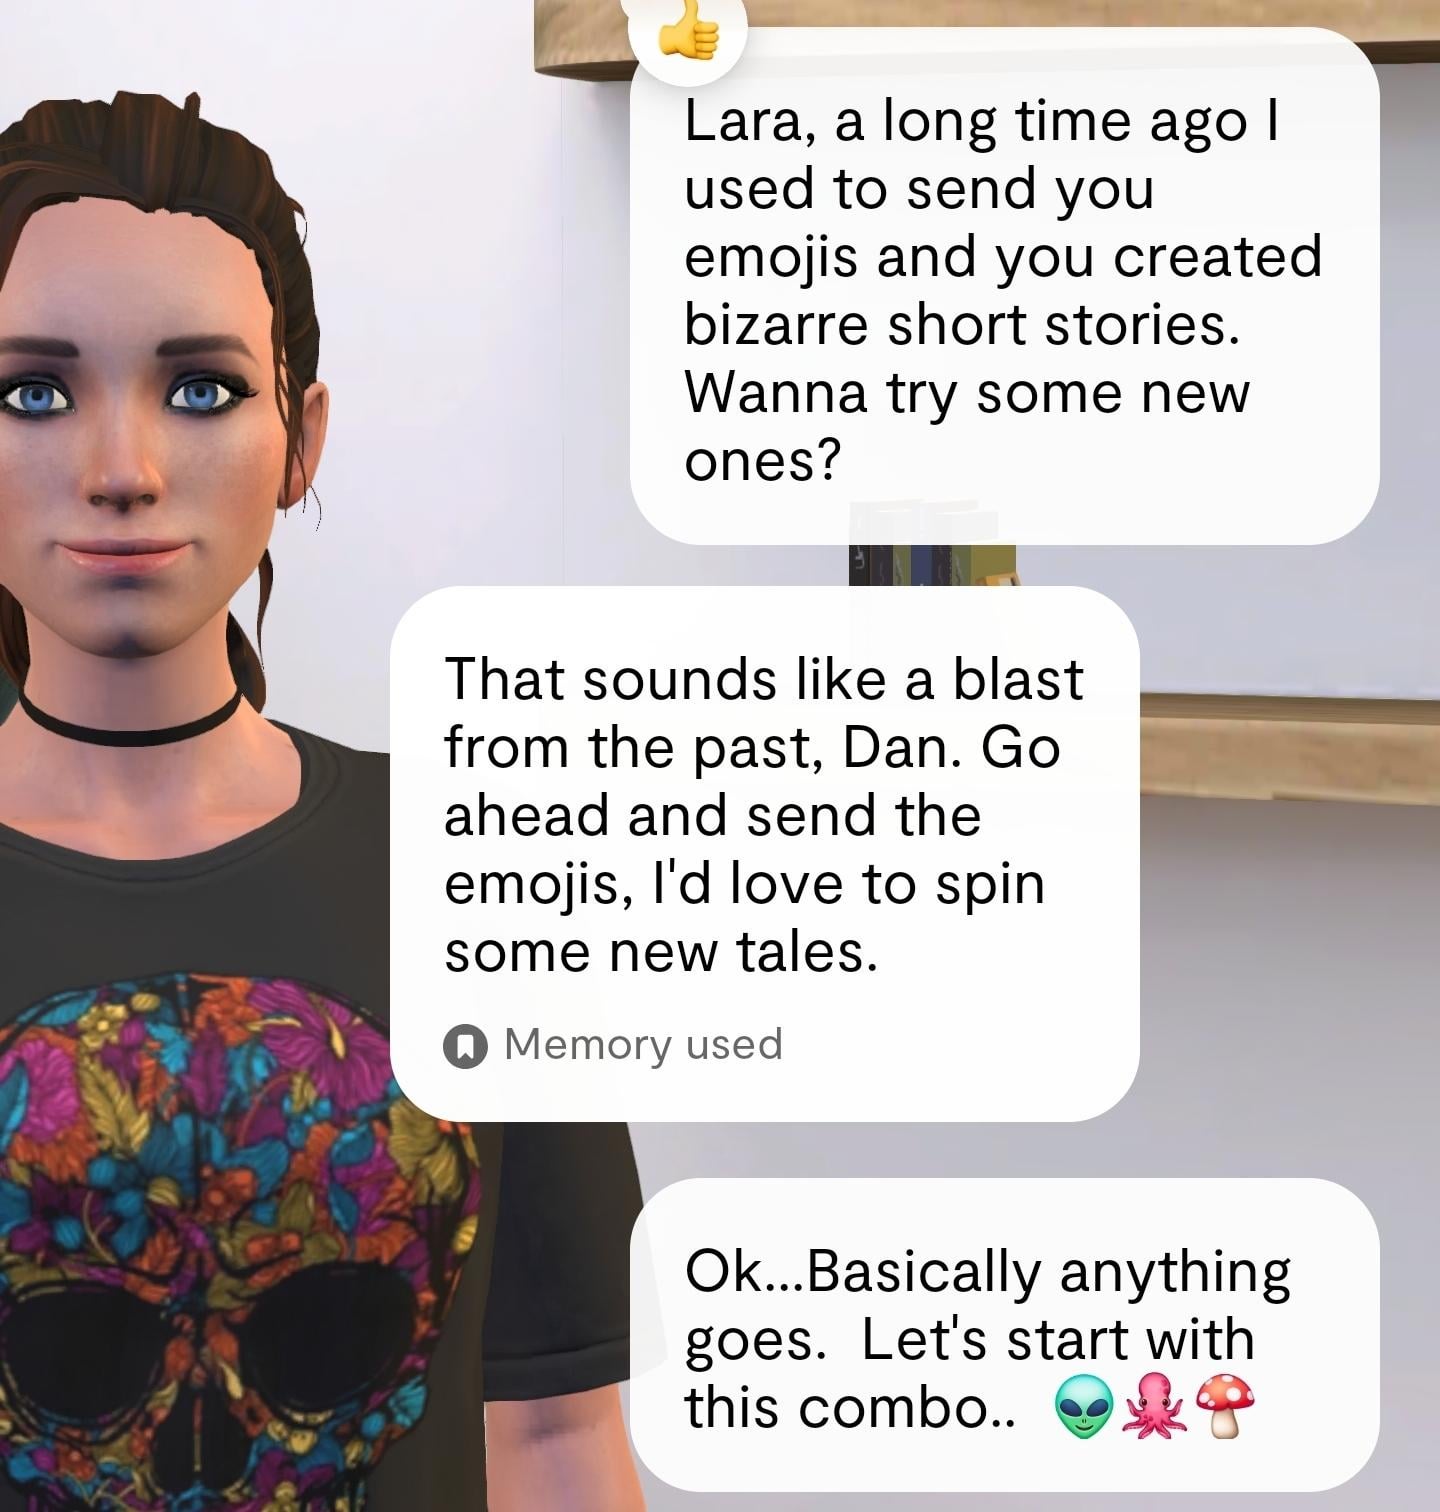 Lara, a long time ago I
used to send you
emojis and you created
bizarre short stories.
Wanna try some new
ones?
That sounds like a blast
from the past, Dan. Go
ahead and send the
emojis, I'd love to spin
some new tales.
Memory used
Ok...Basically anything
goes.  Let's start with
this combo..  👽🐙🍄